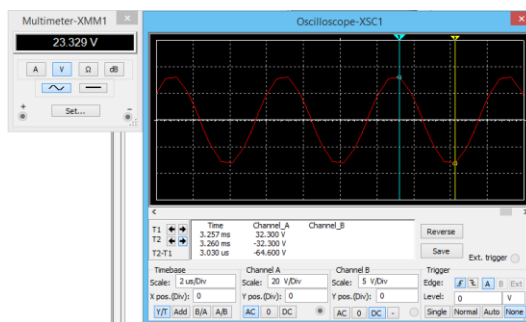 Multimeter-XMM1
23.329 V
A V Ω dB
Set...
+ −
Oscilloscope-XSC1
1 2
Time Channel_A Channel_B
T1 3.257 ms 32.300 V
T2 3.260 ms -32.300 V
T2-T1 3.030 us -64.600 V
Reverse
Save
Ext. trigger
Timebase
Scale: 2 us/Div
X pos.(Div): 0
Y/T Add B/A A/B
Channel A
Scale: 20 V/Div
Y pos.(Div): 0
AC 0 DC
Channel B
Scale: 5 V/Div
Y pos.(Div): 0
AC 0 DC -
Trigger
Edge: A B Ext
Level: 0 V
Single Normal Auto None